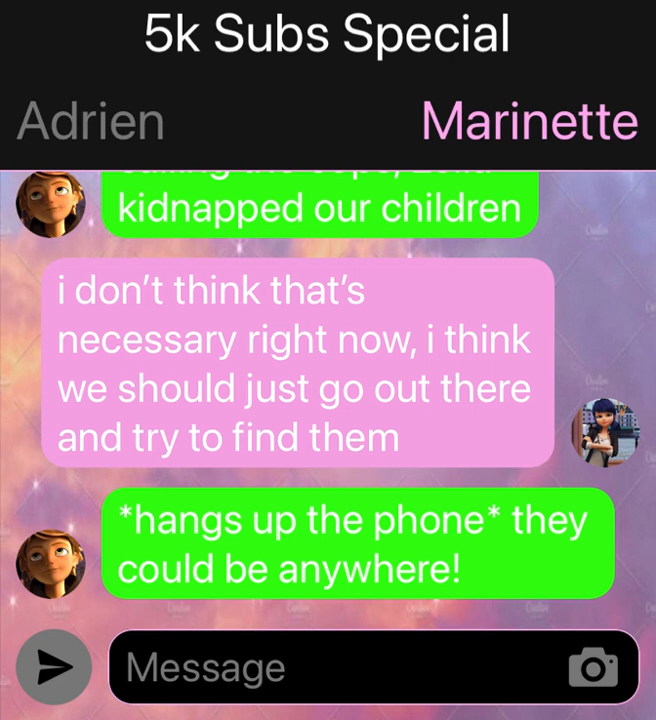 5k Subs Special
Adrien
Marinette
kidnapped our children
i don’t think that’s
necessary right now, i think
we should just go out there
and try to find them
*hangs up the phone* they
could be anywhere!
Message